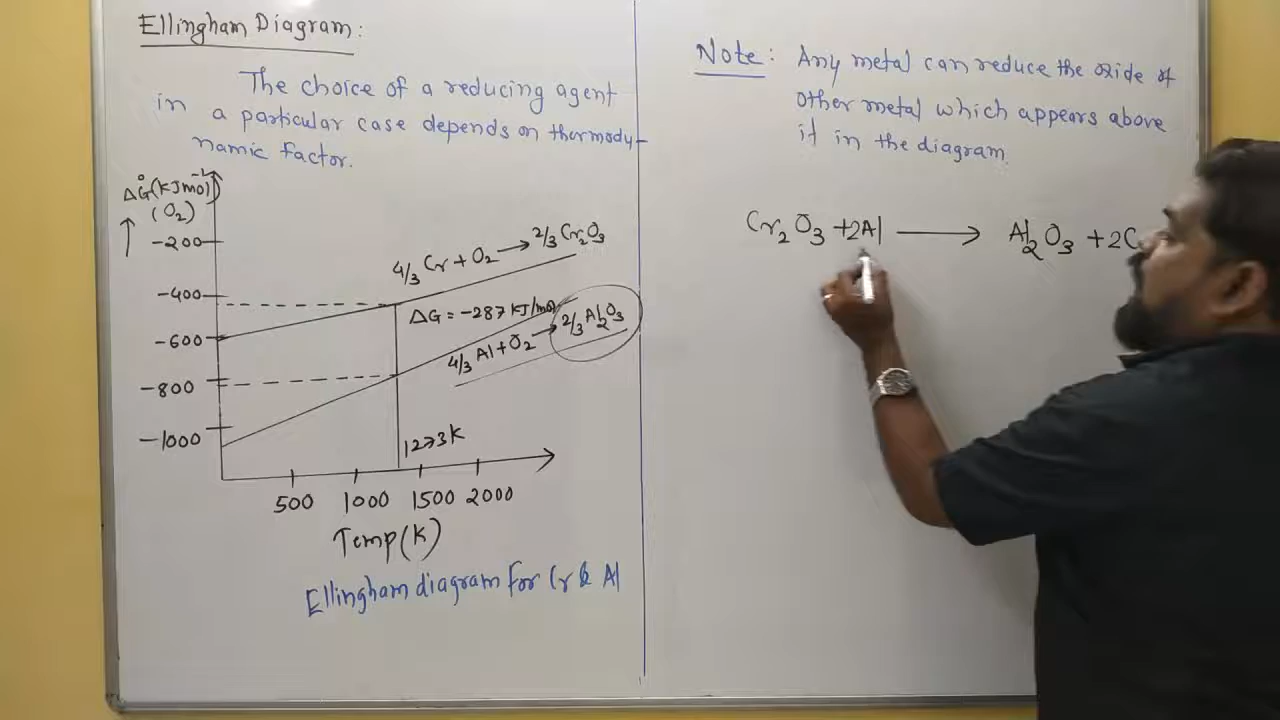 Ellingham Diagram:
The choice of a reducing agent
in a particular case depends on thermody-
namic factor.
ΔG° (KJmol⁻¹)
(O₂)
-200
-400
-600
-800
-1000
4/3 Cr + O₂ → 2/3 Cr₂O₃
ΔG = -287 KJ/mol
4/3 Al + O₂ → 2/3 Al₂O₃
1273K
500 1000 1500 2000
Temp(K)
Ellingham diagram for Cr & Al
Note: Any metal can reduce the oxide of
other metal which appears above
it in the diagram.
Cr₂O₃ + 2Al → Al₂O₃ + 2C